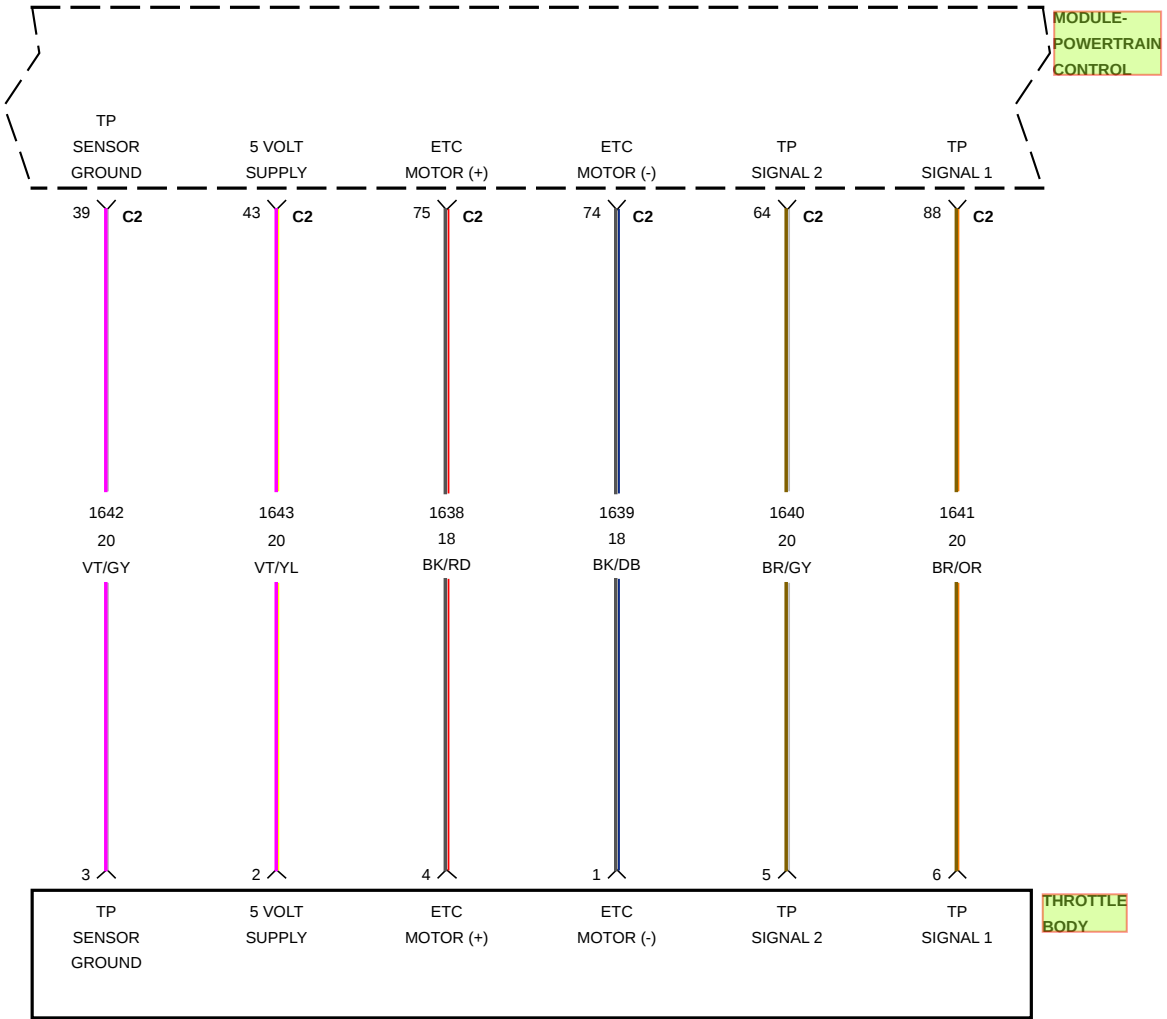 MODULE-
POWERTRAIN
CONTROL
TP
SENSOR
GROUND
5 VOLT
SUPPLY
ETC
MOTOR (+)
ETC
MOTOR (-)
TP
SIGNAL 2
TP
SIGNAL 1
39 C2
43 C2
75 C2
74 C2
64 C2
88 C2
1642
20
VT/GY
1643
20
VT/YL
1638
18
BK/RD
1639
18
BK/DB
1640
20
BR/GY
1641
20
BR/OR
3
2
4
1
5
6
TP
SENSOR
GROUND
5 VOLT
SUPPLY
ETC
MOTOR (+)
ETC
MOTOR (-)
TP
SIGNAL 2
TP
SIGNAL 1
THROTTLE
BODY